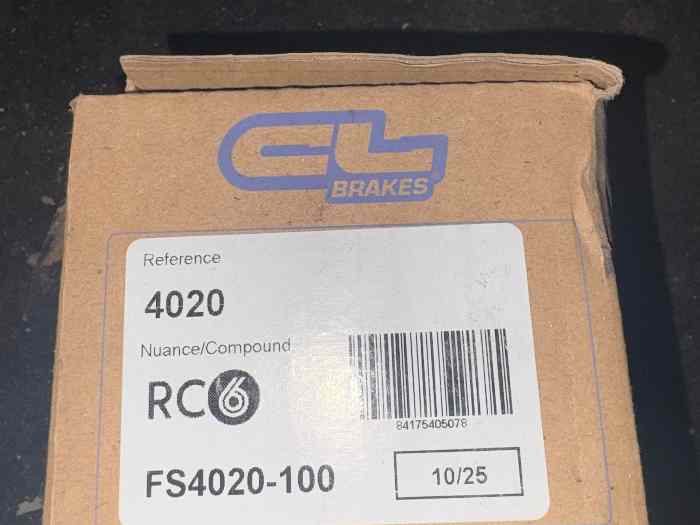 CL
BRAKES
Reference
4020
Nuance/Compound
RC6
84175405078
FS4020-100
10/25